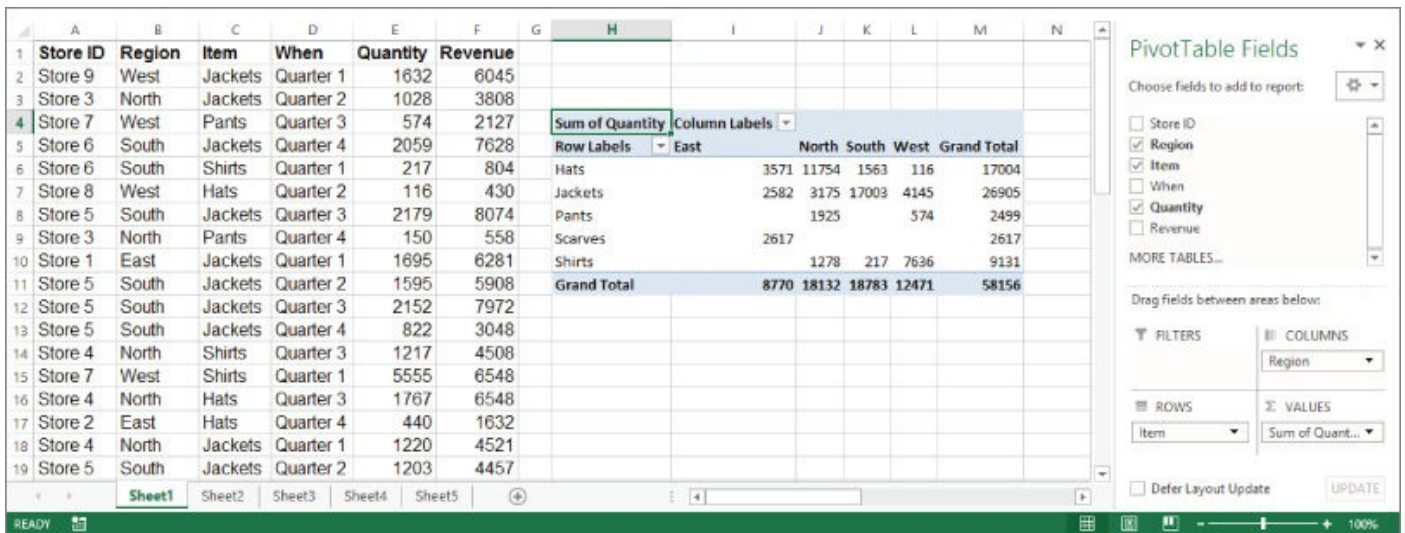 A B C D E F G H I J K L M N
1 Store ID Region Item When Quantity Revenue
2 Store 9 West Jackets Quarter 1 1632 6045
3 Store 3 North Jackets Quarter 2 1028 3808
4 Store 7 West Pants Quarter 3 574 2127 Sum of Quantity Column Labels
5 Store 6 South Jackets Quarter 4 2059 7628 Row Labels East North South West Grand Total
6 Store 6 South Shirts Quarter 1 217 804 Hats 3571 11754 1563 116 17004
7 Store 8 West Hats Quarter 2 116 430 Jackets 2582 3175 17003 4145 26905
8 Store 5 South Jackets Quarter 3 2179 8074 Pants 1925 574 2499
9 Store 3 North Pants Quarter 4 150 558 Scarves 2617 2617
10 Store 1 East Jackets Quarter 1 1695 6281 Shirts 1278 217 7636 9131
11 Store 5 South Jackets Quarter 2 1595 5908 Grand Total 8770 18132 18783 12471 58156
12 Store 5 South Jackets Quarter 3 2152 7972
13 Store 5 South Jackets Quarter 4 822 3048
14 Store 4 North Shirts Quarter 3 1217 4508
15 Store 7 West Shirts Quarter 1 5555 6548
16 Store 4 North Hats Quarter 3 1767 6548
17 Store 2 East Hats Quarter 4 440 1632
18 Store 4 North Jackets Quarter 1 1220 4521
19 Store 5 South Jackets Quarter 2 1203 4457
Sheet1 Sheet2 Sheet3 Sheet4 Sheet5
READY 100%
PivotTable Fields
Choose fields to add to report:
Store ID
Region
Item
When
Quantity
Revenue
MORE TABLES...
Drag fields between areas below:
FILTERS COLUMNS
Region
ROWS Σ VALUES
Item Sum of Quant...
Defer Layout Update UPDATE